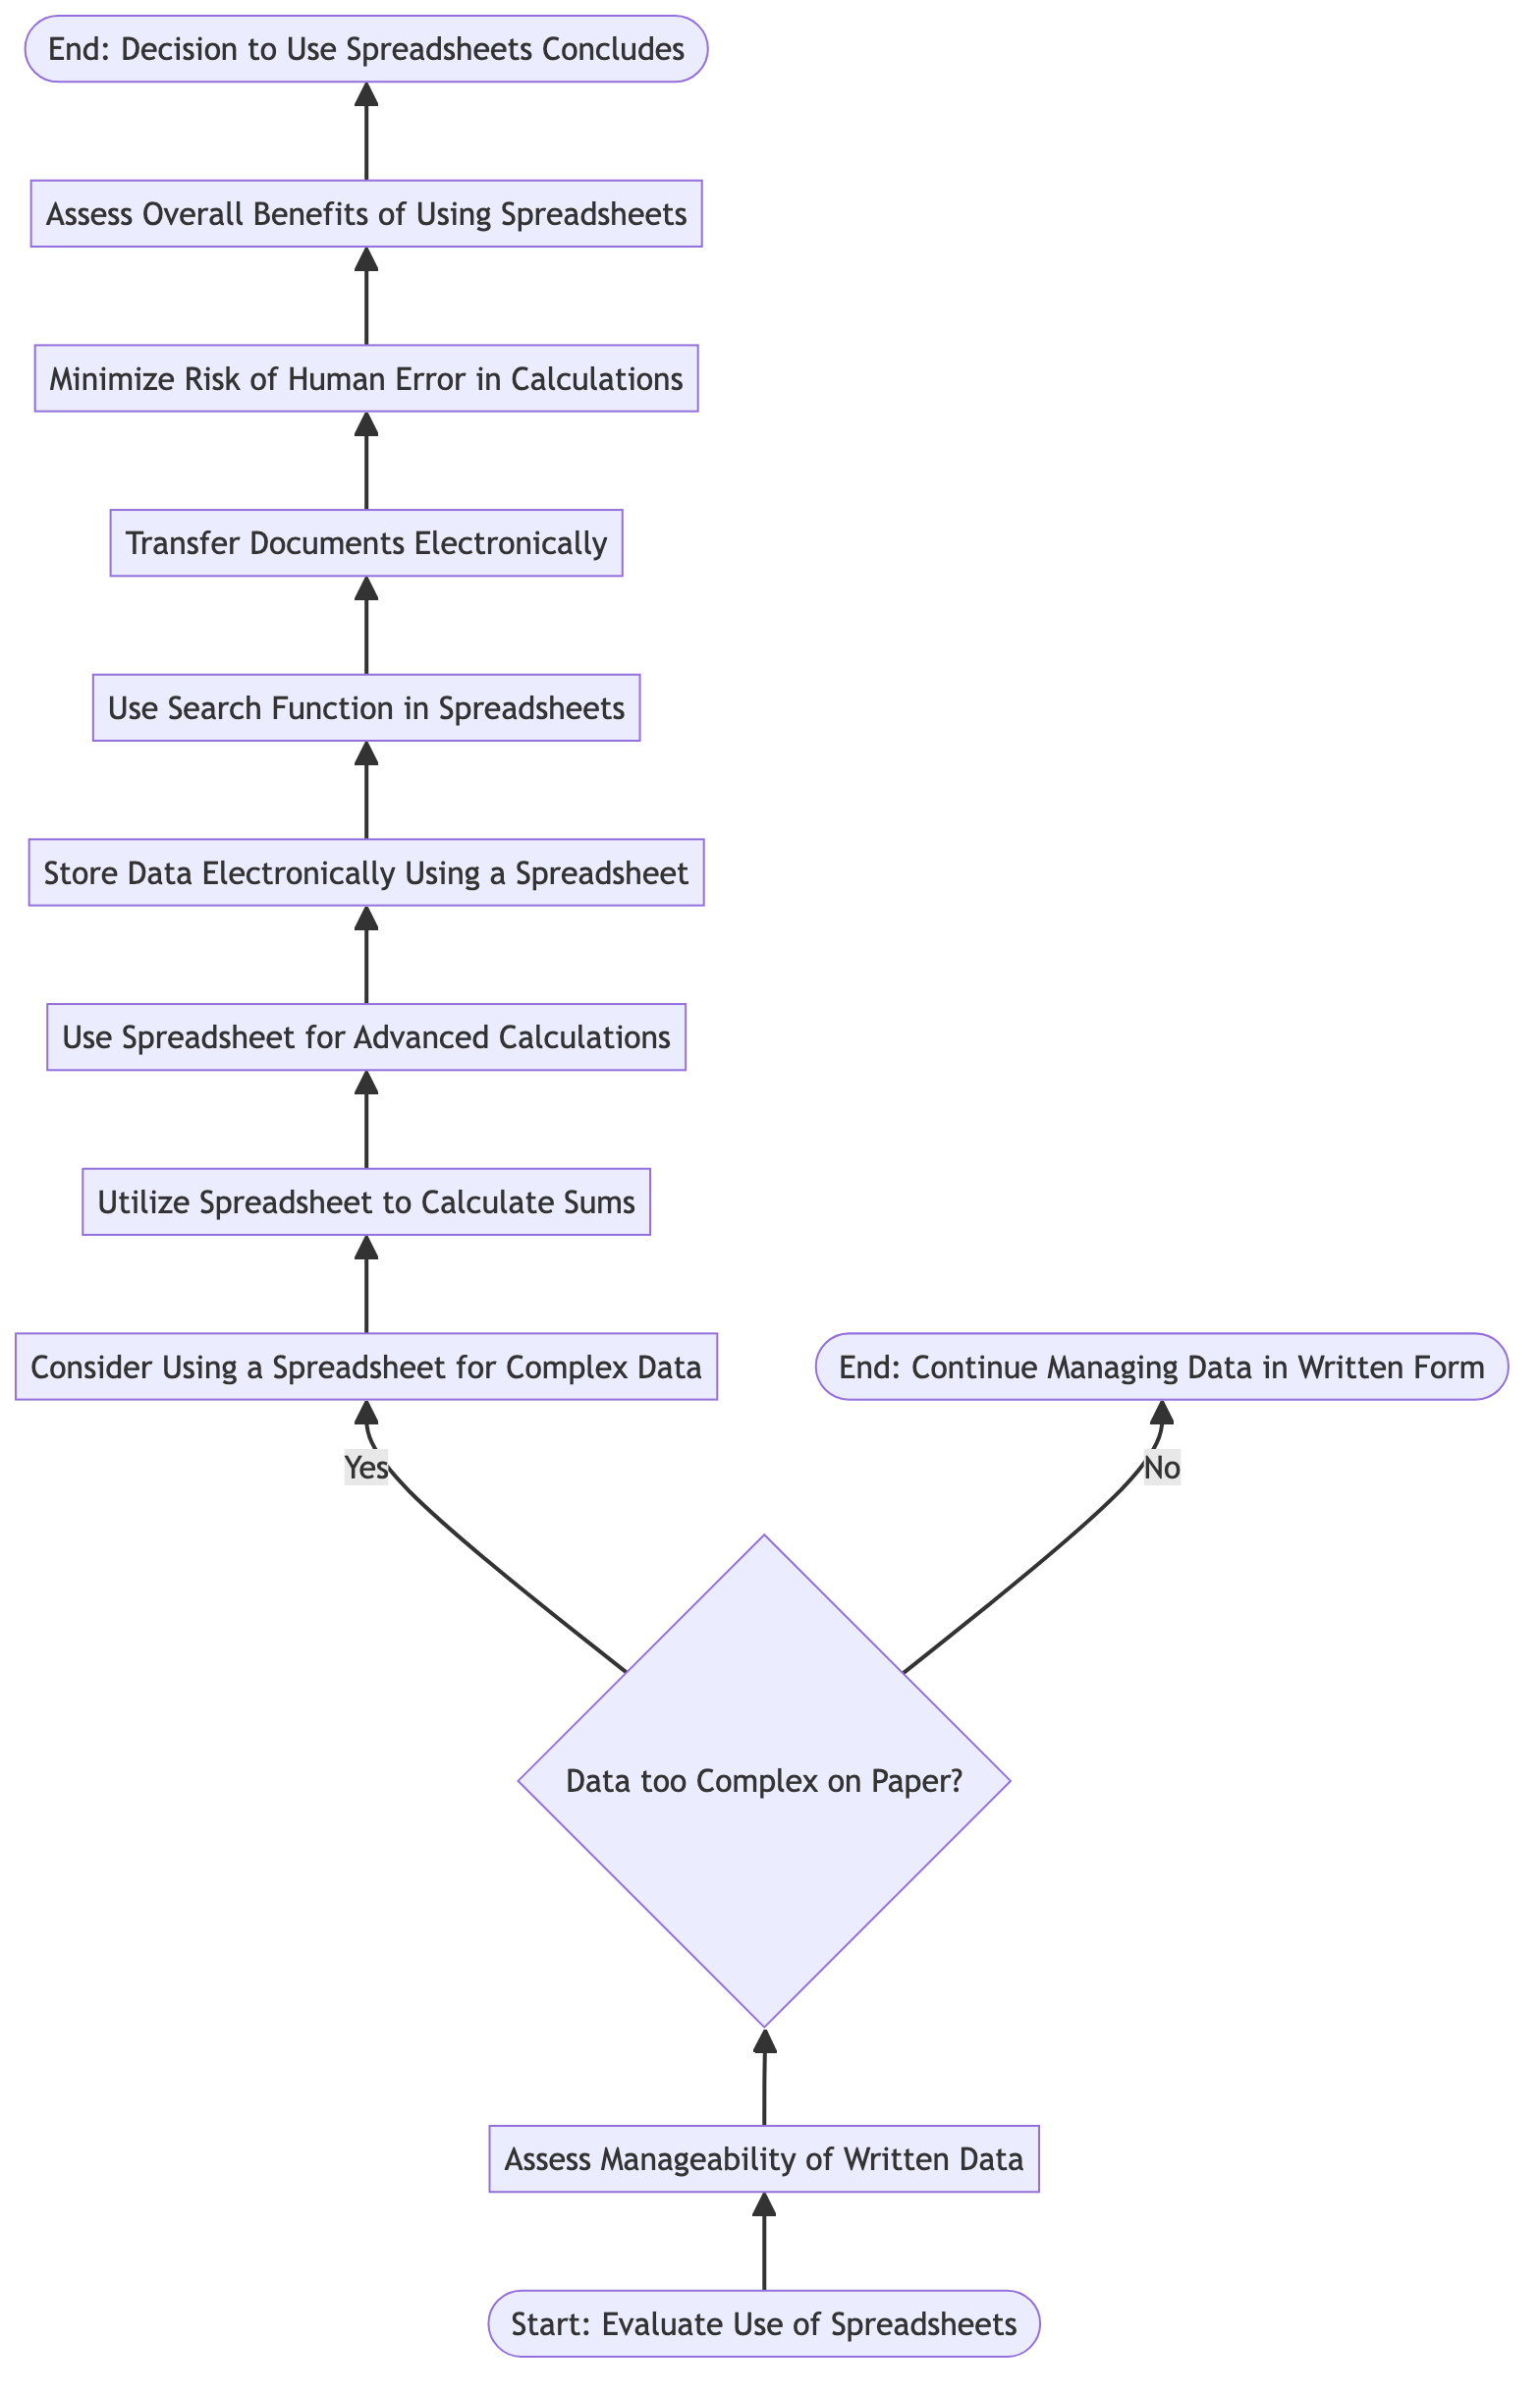 End: Decision to Use Spreadsheets Concludes
Assess Overall Benefits of Using Spreadsheets
Minimize Risk of Human Error in Calculations
Transfer Documents Electronically
Use Search Function in Spreadsheets
Store Data Electronically Using a Spreadsheet
Use Spreadsheet for Advanced Calculations
Utilize Spreadsheet to Calculate Sums
Consider Using a Spreadsheet for Complex Data
End: Continue Managing Data in Written Form
Yes
No
Data too Complex on Paper?
Assess Manageability of Written Data
Start: Evaluate Use of Spreadsheets